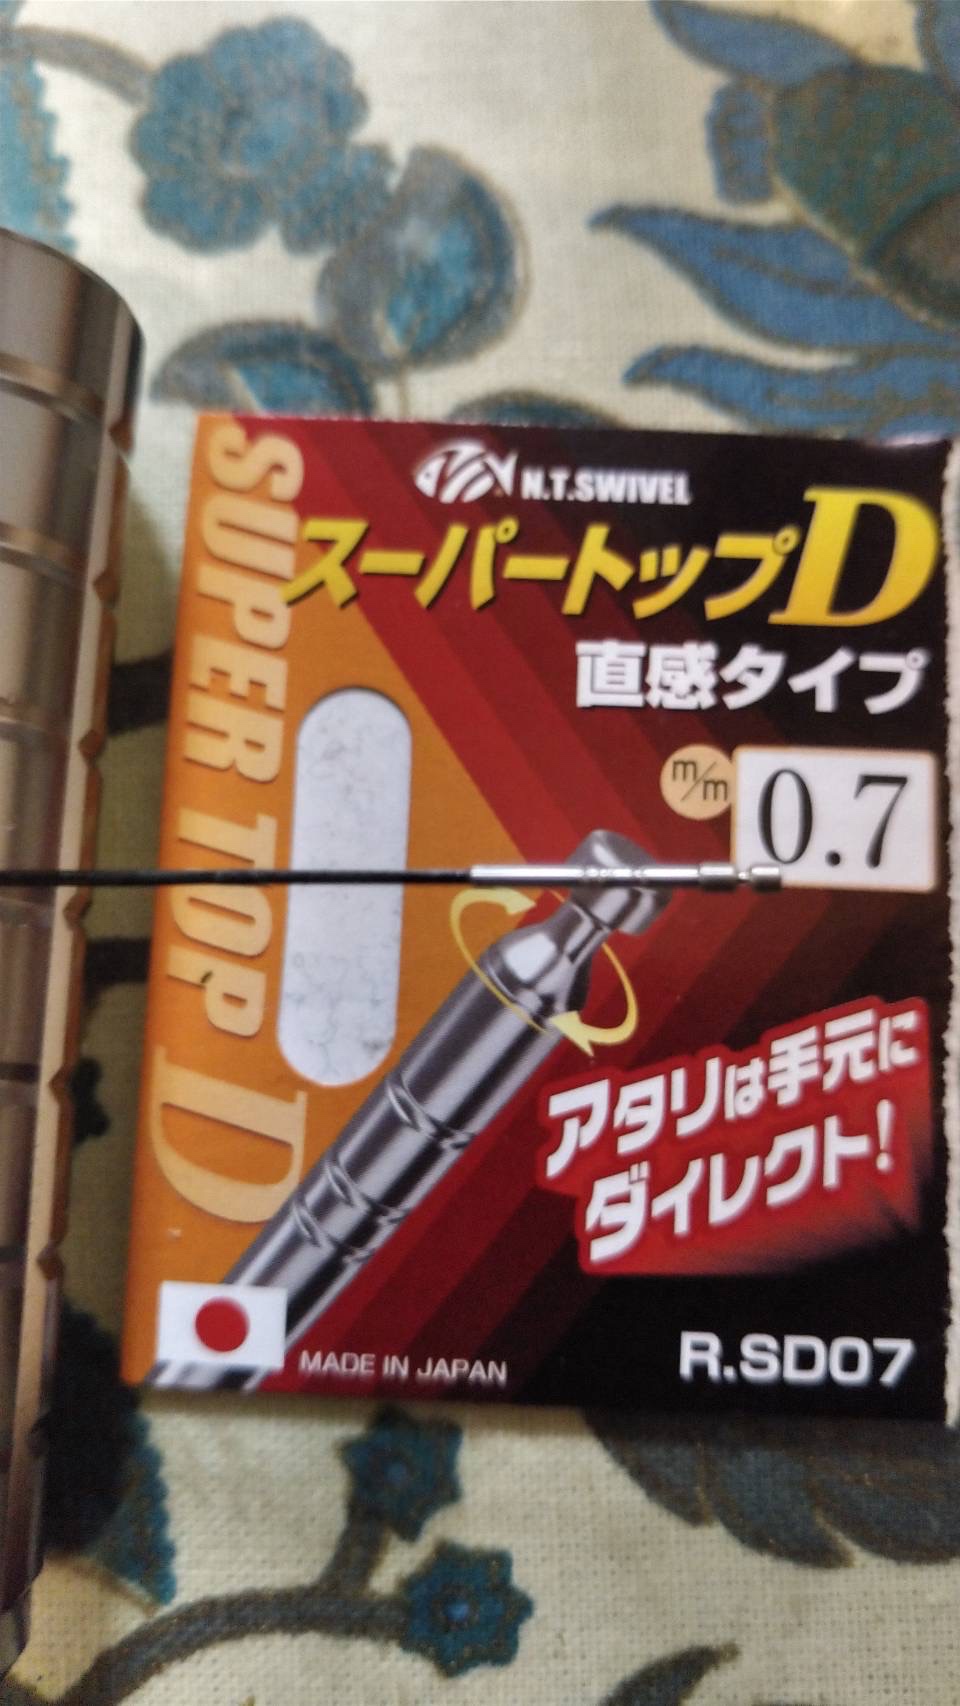 N.T.SWIVEL
スーパートップD
直感タイプ
m/m 0.7
SUPER TOP D
アタリは手元に
ダイレクト!
MADE IN JAPAN
R.SD07